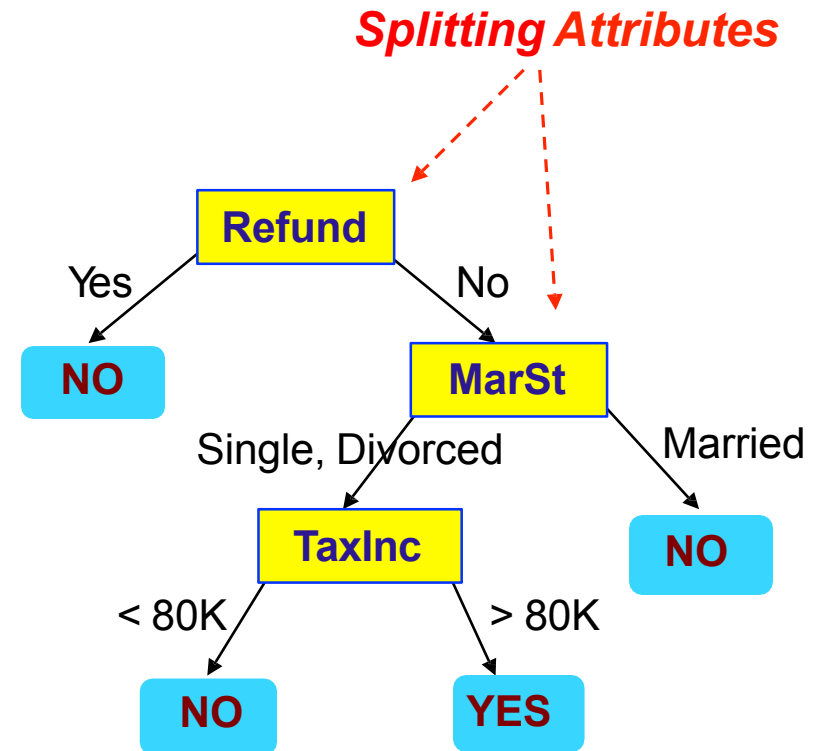 Splitting Attributes
Refund
Yes
No
NO
MarSt
Single, Divorced
Married
TaxInc
NO
< 80K
> 80K
NO
YES